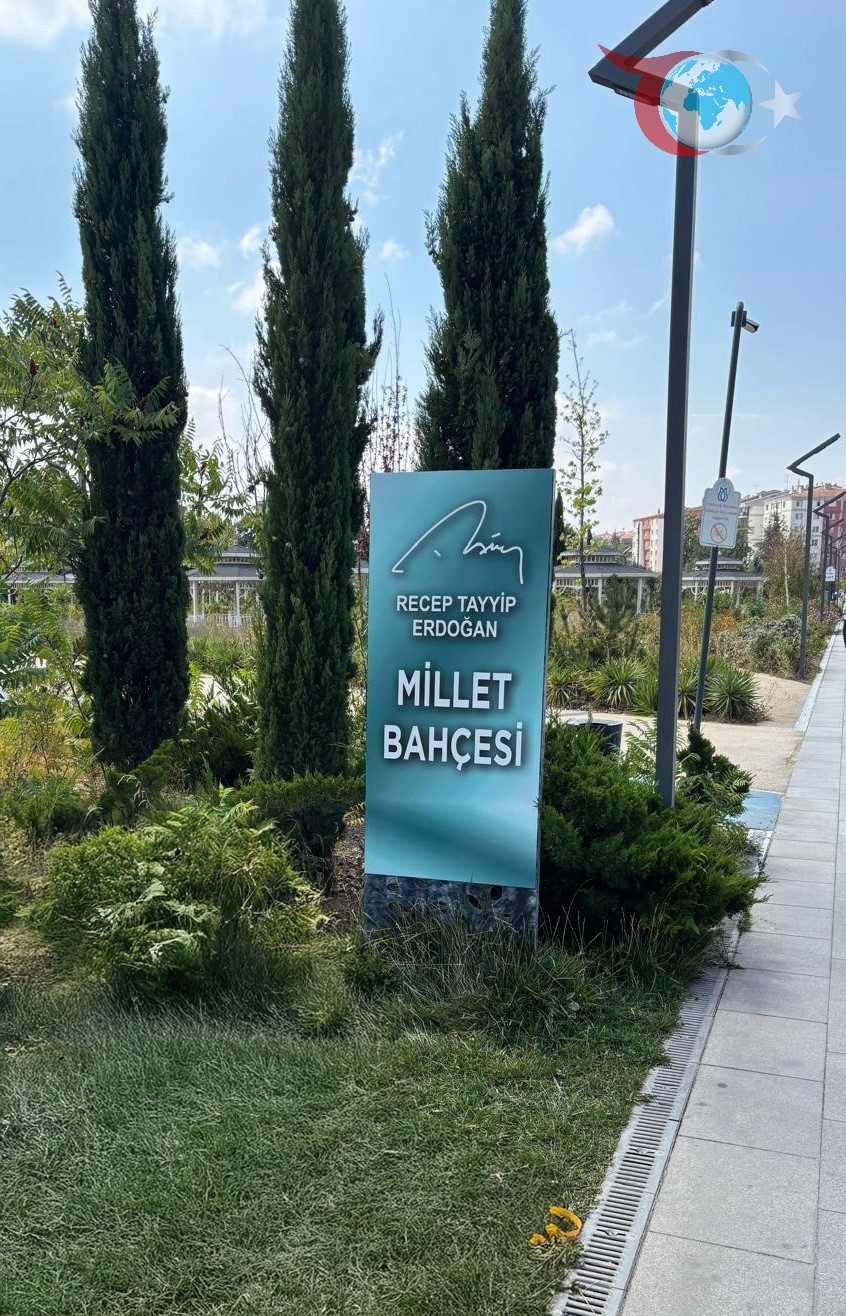 RECEP TAYYİP
ERDOĞAN
MİLLET
BAHÇESİ